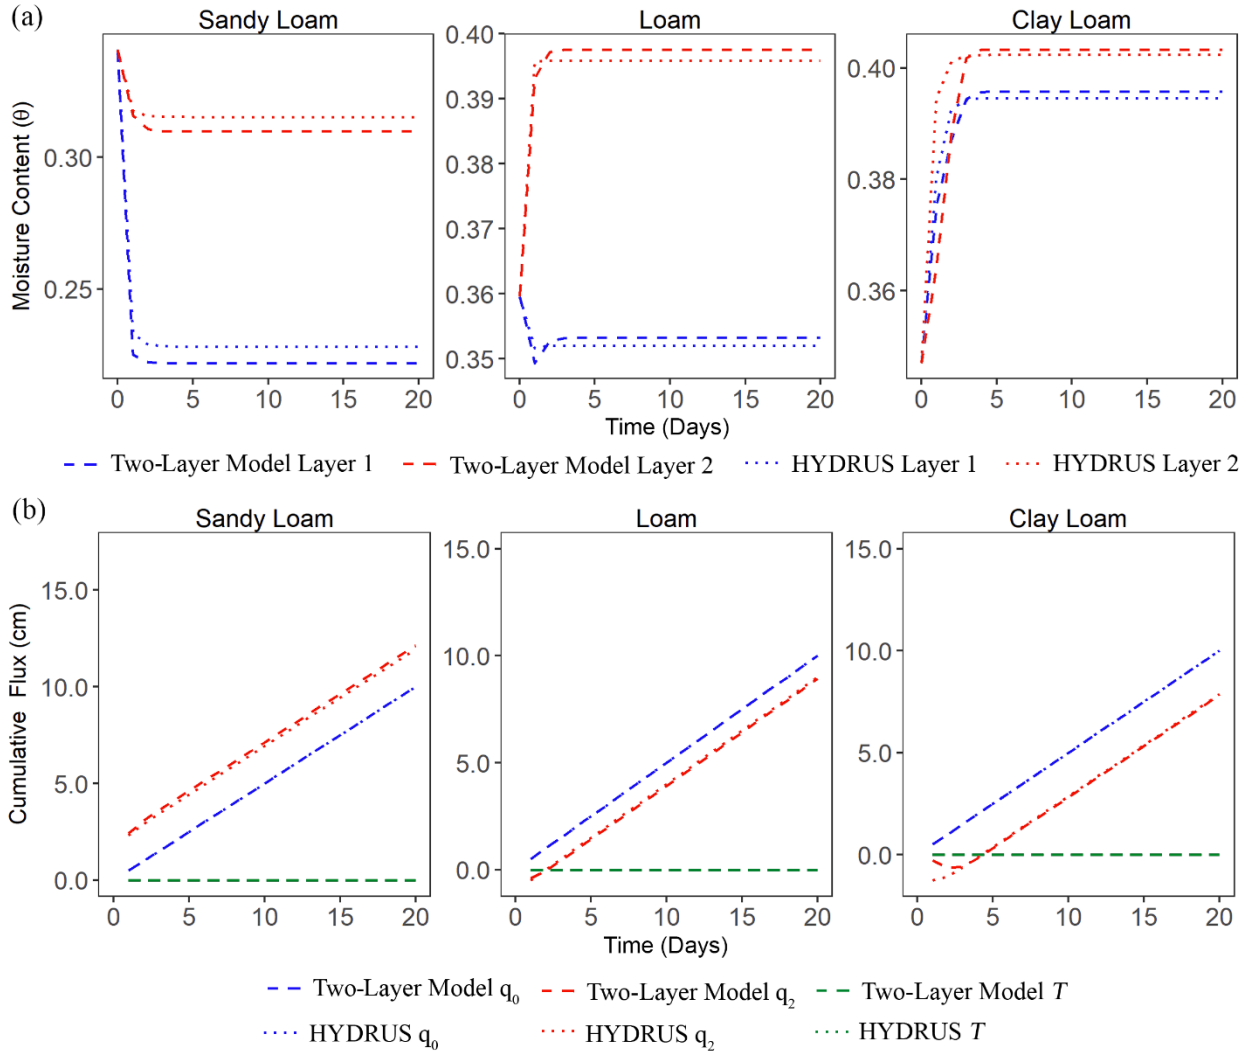 (a)
Sandy Loam
Loam
Clay Loam
Moisture Content (θ)
0.30
0.25
0.40
0.39
0.38
0.37
0.36
0.35
0.40
0.38
0.36
0 5 10 15 20
0 5 10 15 20
0 5 10 15 20
Time (Days)
Two-Layer Model Layer 1
Two-Layer Model Layer 2
HYDRUS Layer 1
HYDRUS Layer 2
(b)
Sandy Loam
Loam
Clay Loam
Cumulative Flux (cm)
15.0
10.0
5.0
0.0
15.0
10.0
5.0
0.0
15.0
10.0
5.0
0.0
0 5 10 15 20
0 5 10 15 20
0 5 10 15 20
Time (Days)
Two-Layer Model q₀
Two-Layer Model q₂
Two-Layer Model T
HYDRUS q₀
HYDRUS q₂
HYDRUS T